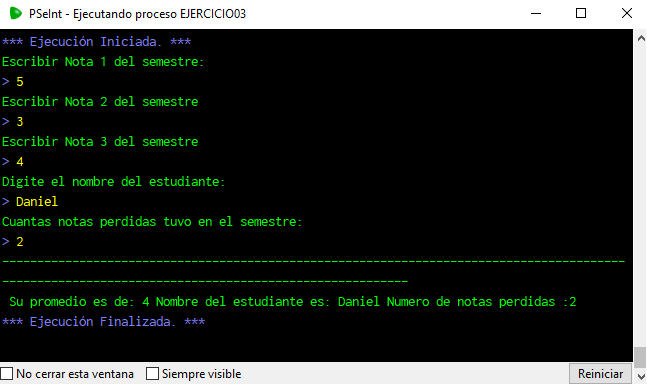 PSeInt - Ejecutando proceso EJERCICIO03
*** Ejecución Iniciada. ***
Escribir Nota 1 del semestre:
> 5
Escribir Nota 2 del semestre
> 3
Escribir Nota 3 del semestre
> 4
Digite el nombre del estudiante:
> Daniel
Cuantas notas perdidas tuvo en el semestre:
> 2
-----------------------------------------------------------------------------------------
----------------------------------------------------------
Su promedio es de: 4 Nombre del estudiante es: Daniel Numero de notas perdidas :2
*** Ejecución Finalizada. ***
No cerrar esta ventana Siempre visible Reiniciar